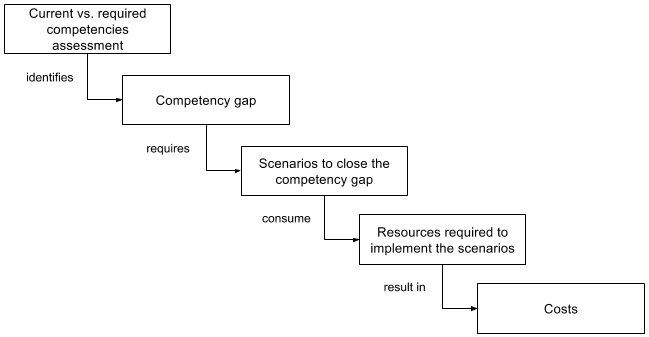 Current vs. required
competencies
assessment
identifies
Competency gap
requires
Scenarios to close the
competency gap
consume
Resources required to
implement the scenarios
result in
Costs